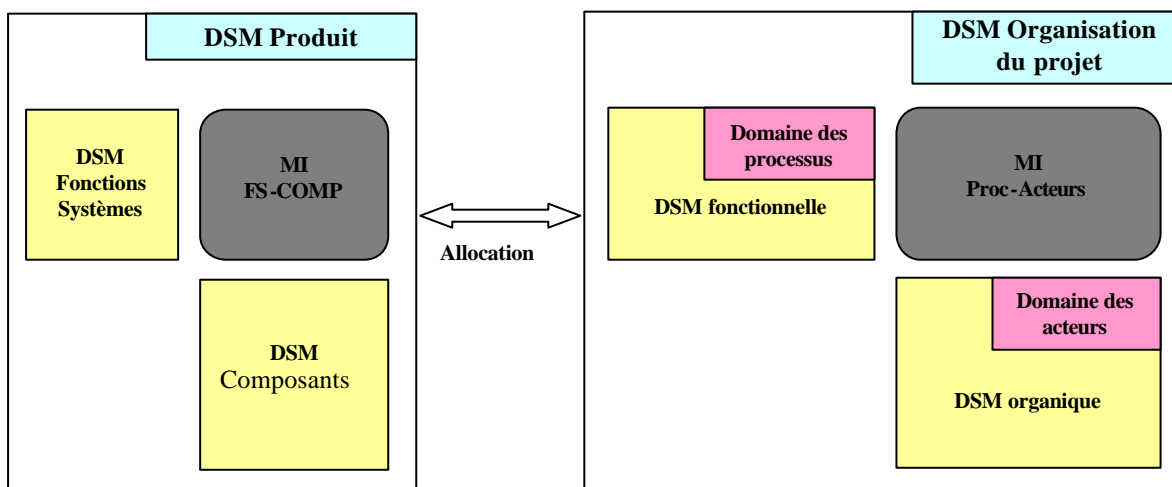 DSM Produit
DSM
Fonctions
Systèmes
MI
FS-COMP
DSM
Composants
Allocation
DSM Organisation
du projet
Domaine des
processus
DSM fonctionnelle
MI
Proc-Acteurs
Domaine des
acteurs
DSM organique